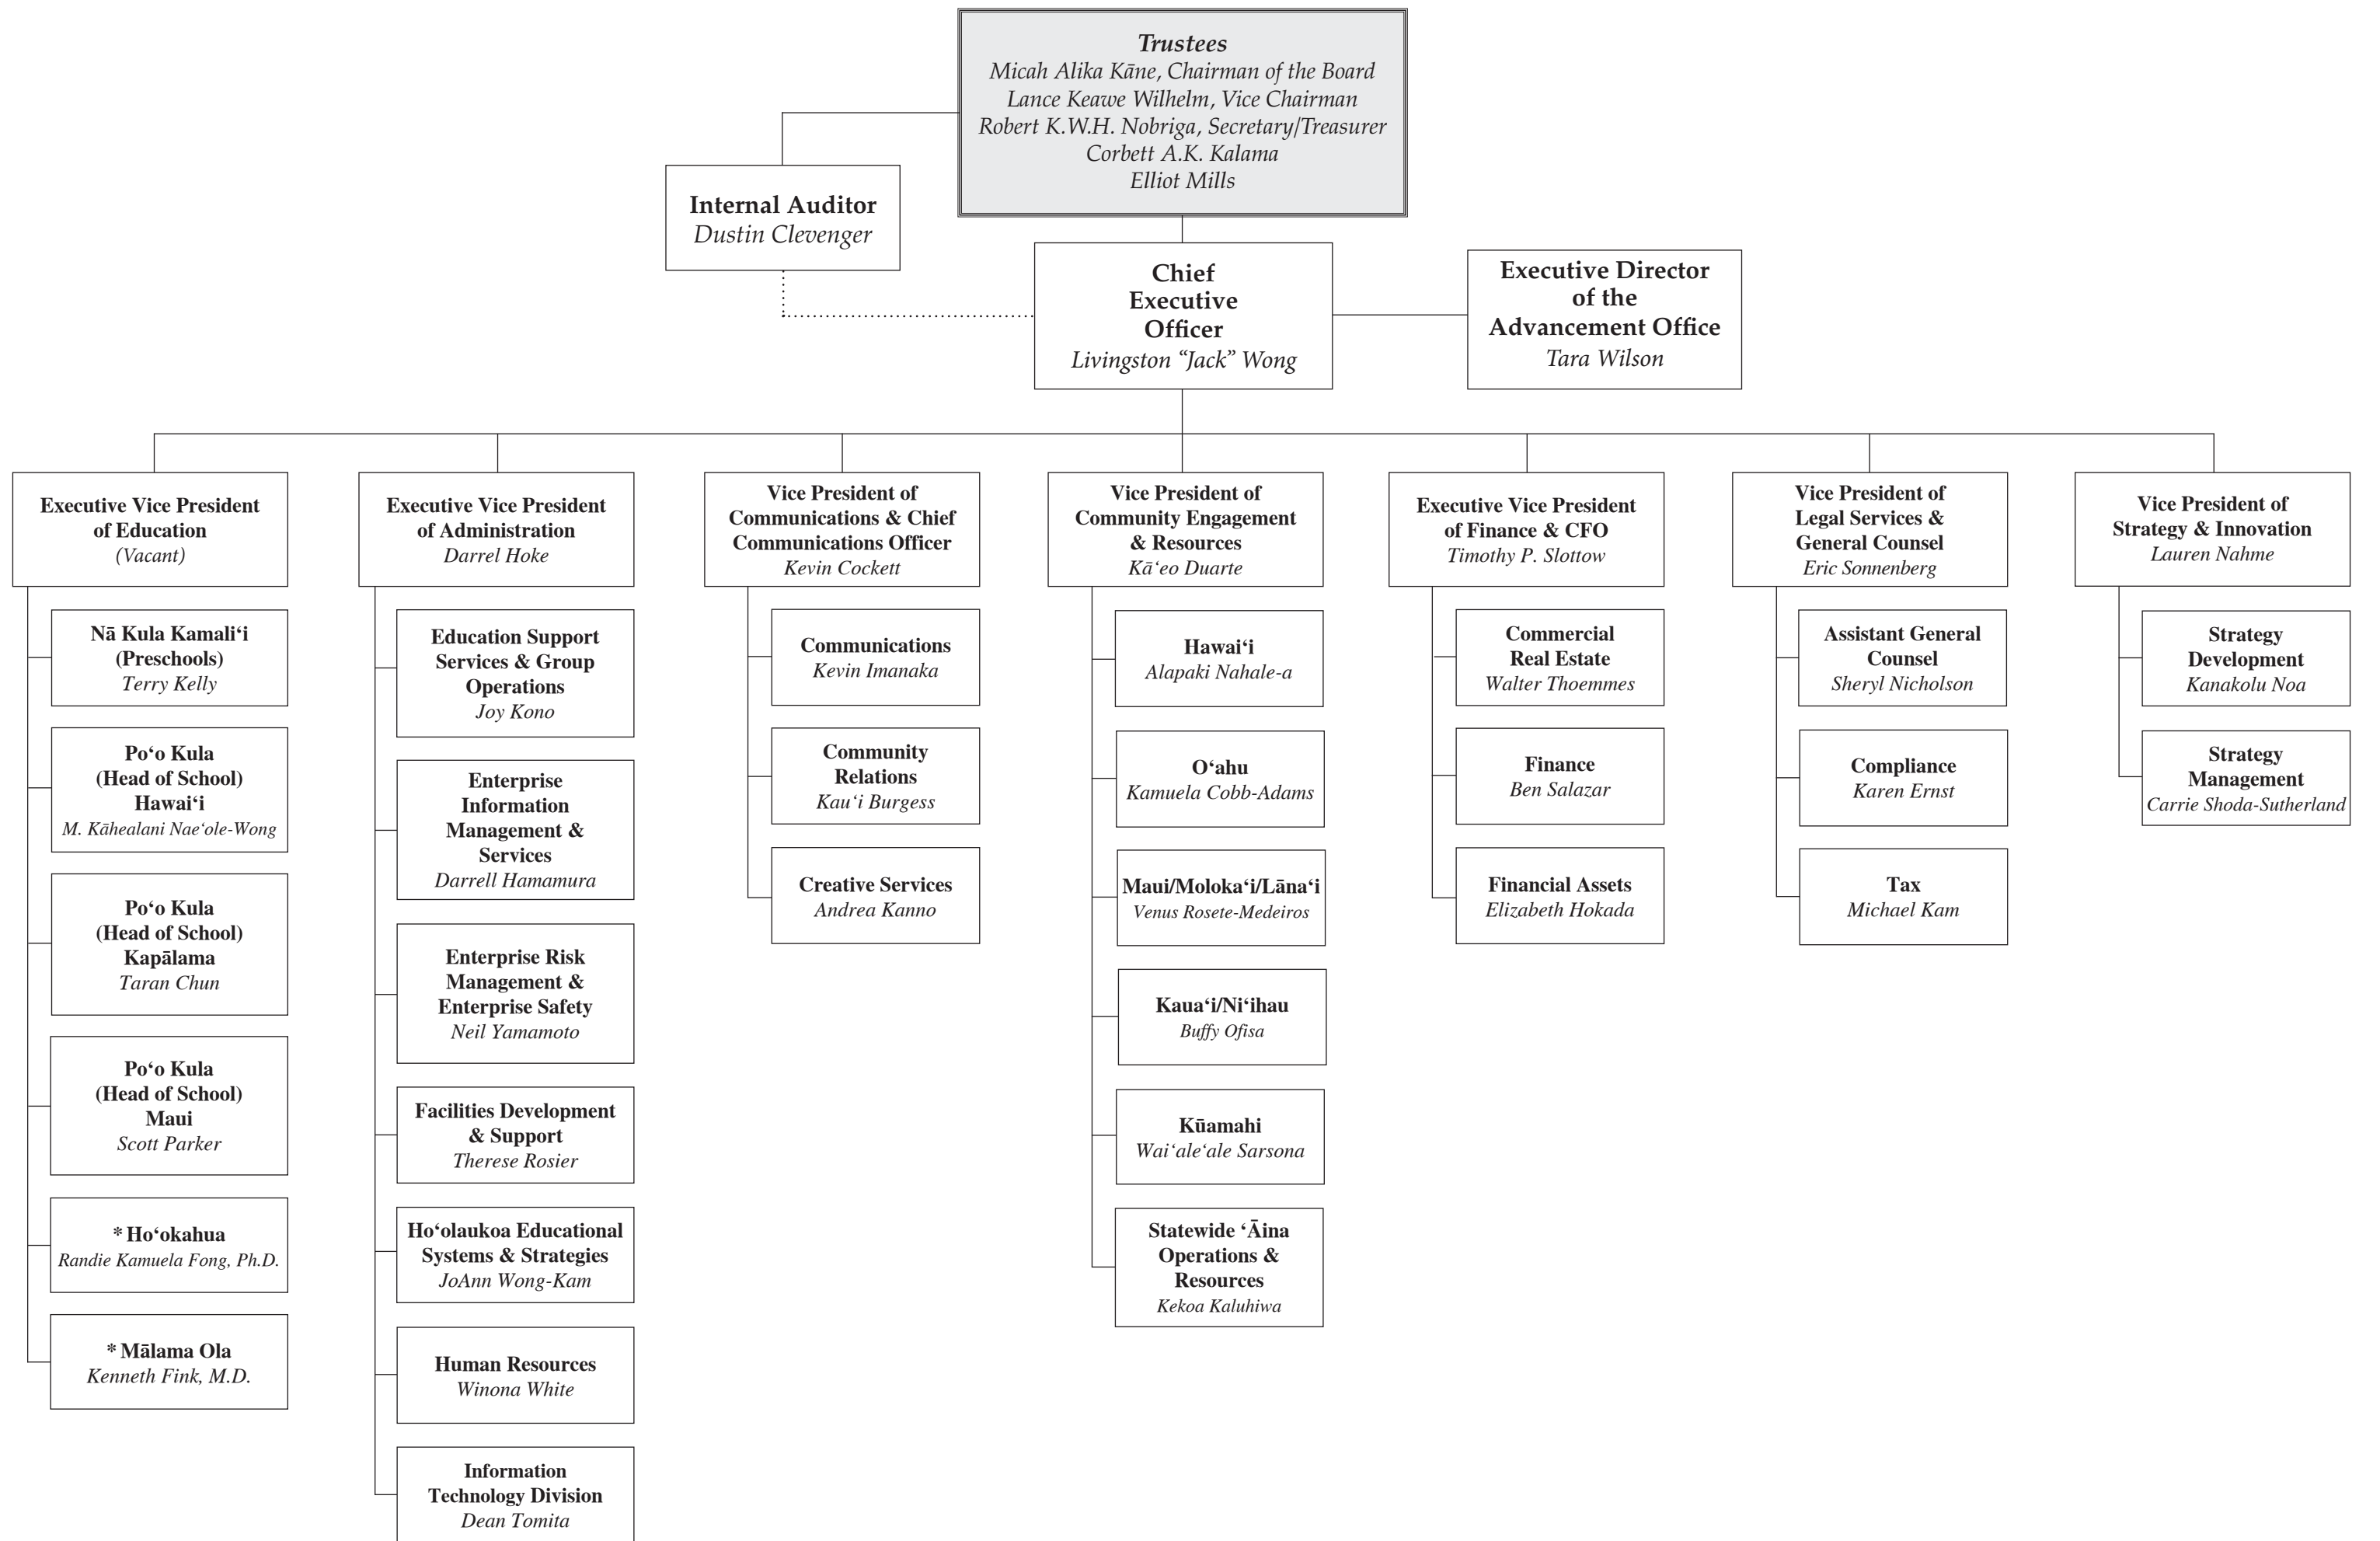 Trustees
Micah Alika Kāne, Chairman of the Board
Lance Keawe Wilhelm, Vice Chairman
Robert K.W.H. Nobriga, Secretary/Treasurer
Corbett A.K. Kalama
Elliot Mills
Internal Auditor
Dustin Clevenger
Chief
Executive
Officer
Livingston “Jack” Wong
Executive Director
of the
Advancement Office
Tara Wilson
Executive Vice President
of Education
(Vacant)
Nā Kula Kamali‘i
(Preschools)
Terry Kelly
Po‘o Kula
(Head of School)
Hawai‘i
M. Kāhealani Nae‘ole-Wong
Po‘o Kula
(Head of School)
Kapālama
Taran Chun
Po‘o Kula
(Head of School)
Maui
Scott Parker
* Ho‘okahua
Randie Kamuela Fong, Ph.D.
* Mālama Ola
Kenneth Fink, M.D.
Executive Vice President
of Administration
Darrel Hoke
Education Support
Services & Group
Operations
Joy Kono
Enterprise
Information
Management &
Services
Darrell Hamamura
Enterprise Risk
Management &
Enterprise Safety
Neil Yamamoto
Facilities Development
& Support
Therese Rosier
Ho‘olaukoa Educational
Systems & Strategies
JoAnn Wong-Kam
Human Resources
Winona White
Information
Technology Division
Dean Tomita
Vice President of
Communications & Chief
Communications Officer
Kevin Cockett
Communications
Kevin Imanaka
Community
Relations
Kau‘i Burgess
Creative Services
Andrea Kanno
Vice President of
Community Engagement
& Resources
Kā‘eo Duarte
Hawai‘i
Alapaki Nahale-a
O‘ahu
Kamuela Cobb-Adams
Maui/Moloka‘i/Lāna‘i
Venus Rosete-Medeiros
Kaua‘i/Ni‘ihau
Buffy Ofisa
Kūamahi
Wai‘ale‘ale Sarsona
Statewide ‘Āina
Operations &
Resources
Kekoa Kaluhiwa
Executive Vice President
of Finance & CFO
Timothy P. Slottow
Commercial
Real Estate
Walter Thoemmes
Finance
Ben Salazar
Financial Assets
Elizabeth Hokada
Vice President of
Legal Services &
General Counsel
Eric Sonnenberg
Assistant General
Counsel
Sheryl Nicholson
Compliance
Karen Ernst
Tax
Michael Kam
Vice President of
Strategy & Innovation
Lauren Nahme
Strategy
Development
Kanakolu Noa
Strategy
Management
Carrie Shoda-Sutherland